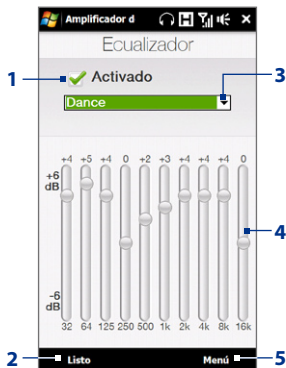 Amplificador d
Ecualizador
1
Activado
3
Dance
+4 +5 +4 0 +2 +3 +4 +4 +4 0
+6
dB
4
-6
dB
32 64 125 250 500 1k 2k 4k 8k 16k
2
Listo
Menú
5